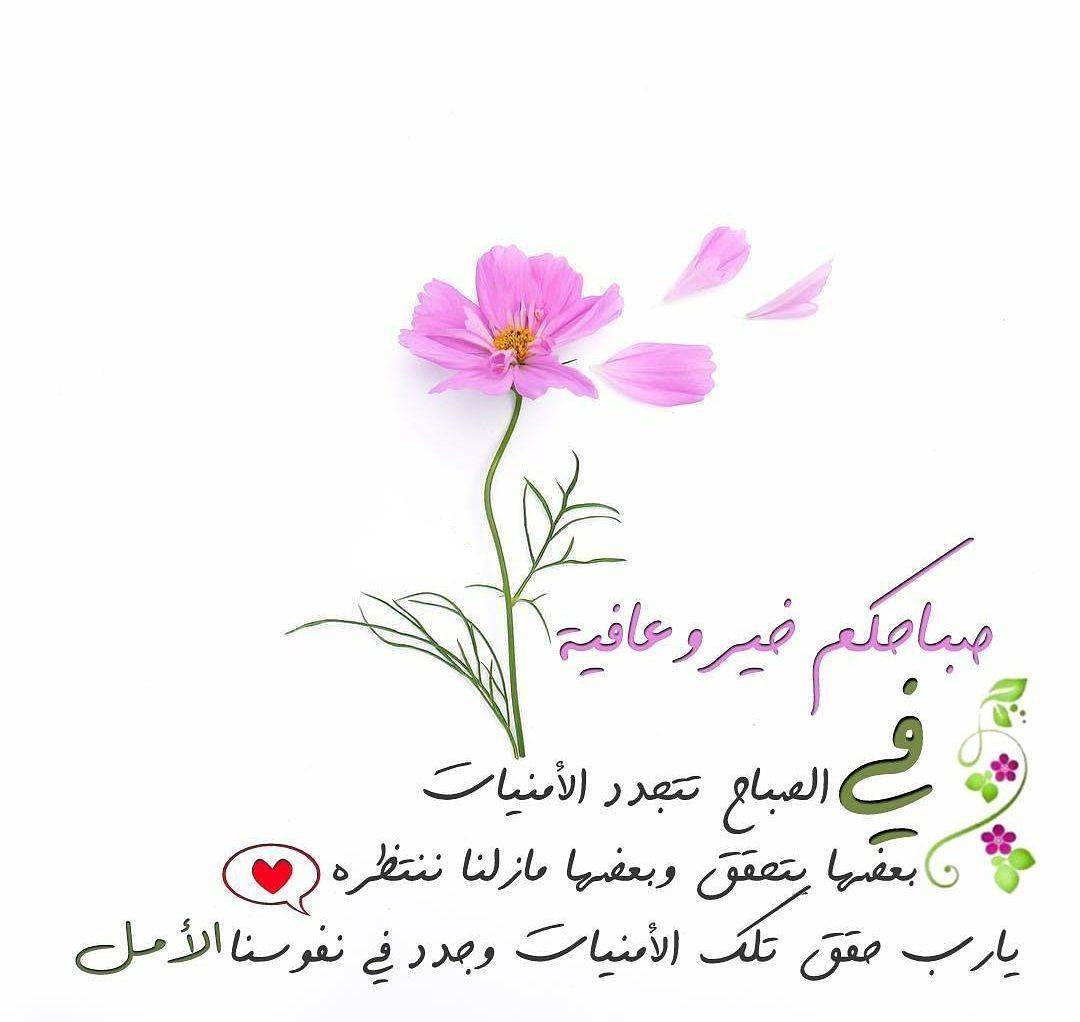 صباحكم خير وعافية
في الصباح تتجدد الأمنيات
بعضها يتحقق وبعضها مازلنا ننتظره
يارب حقق تلك الأمنيات وجدد في نفوسنا الأمل